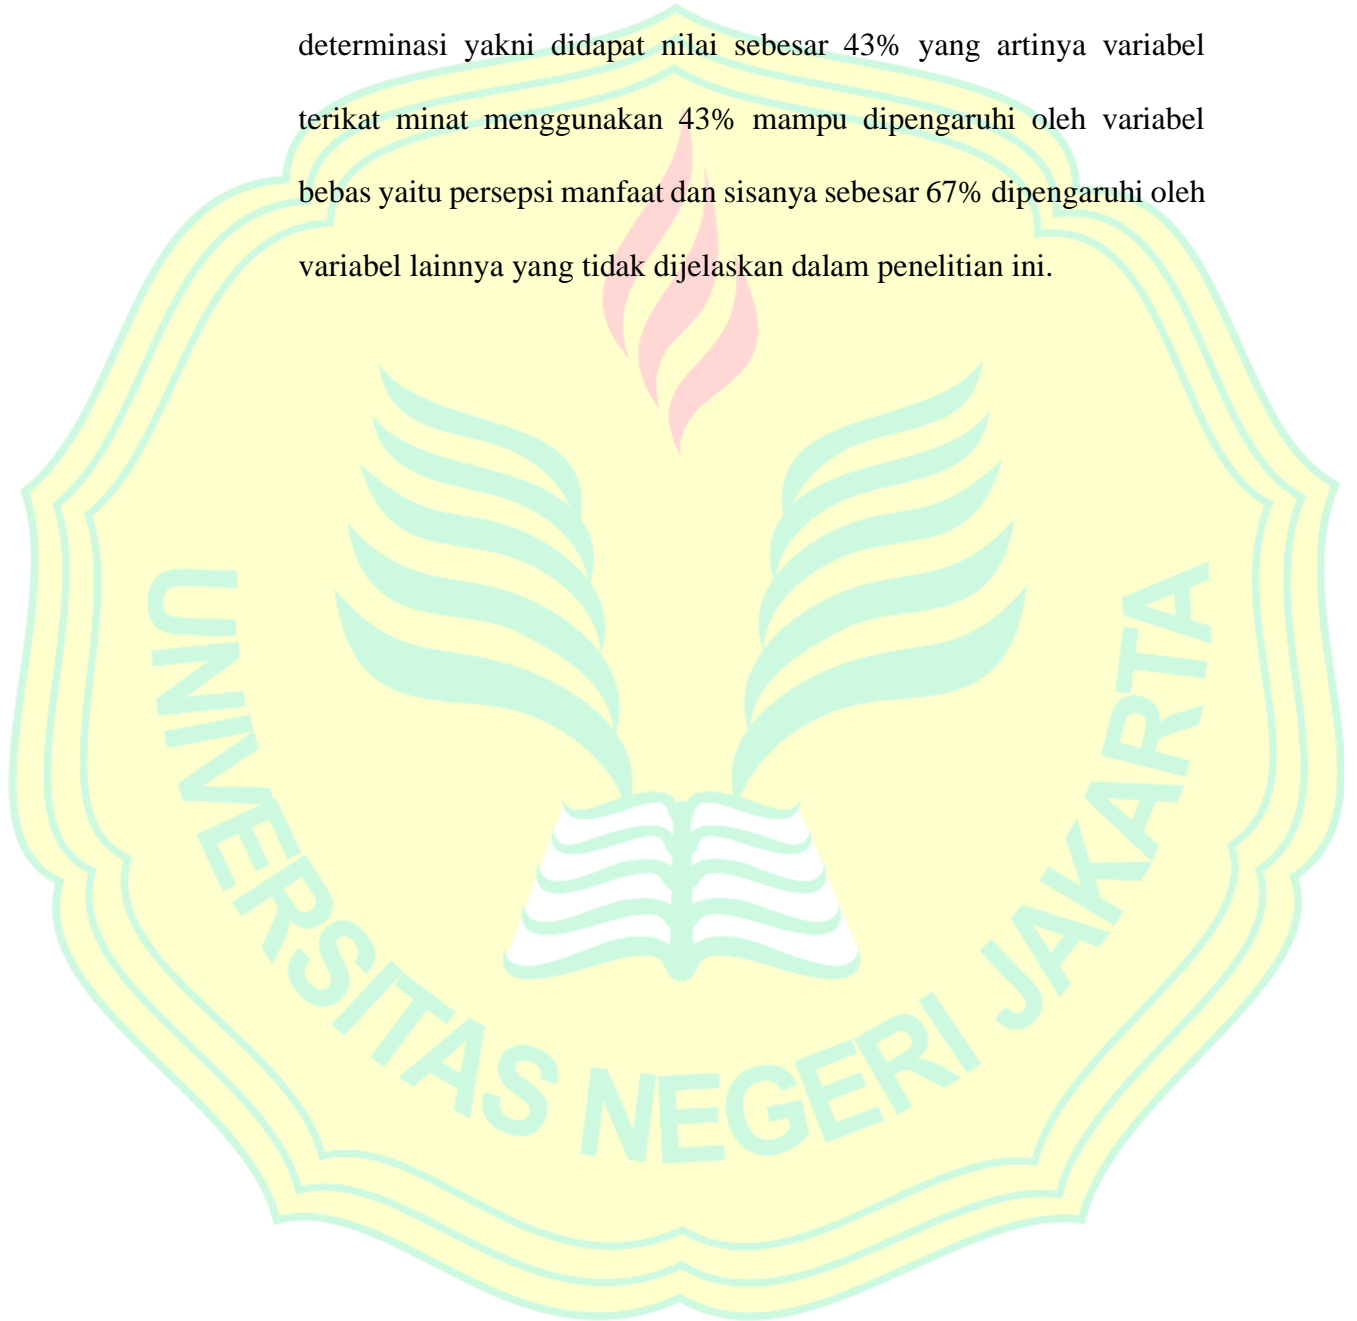 determinasi yakni didapat nilai sebesar 43% yang artinya variabel
terikat minat menggunakan 43% mampu dipengaruhi oleh variabel
bebas yaitu persepsi manfaat dan sisanya sebesar 67% dipengaruhi oleh
variabel lainnya yang tidak dijelaskan dalam penelitian ini.
UNIVERSITAS NEGERI JAKARTA